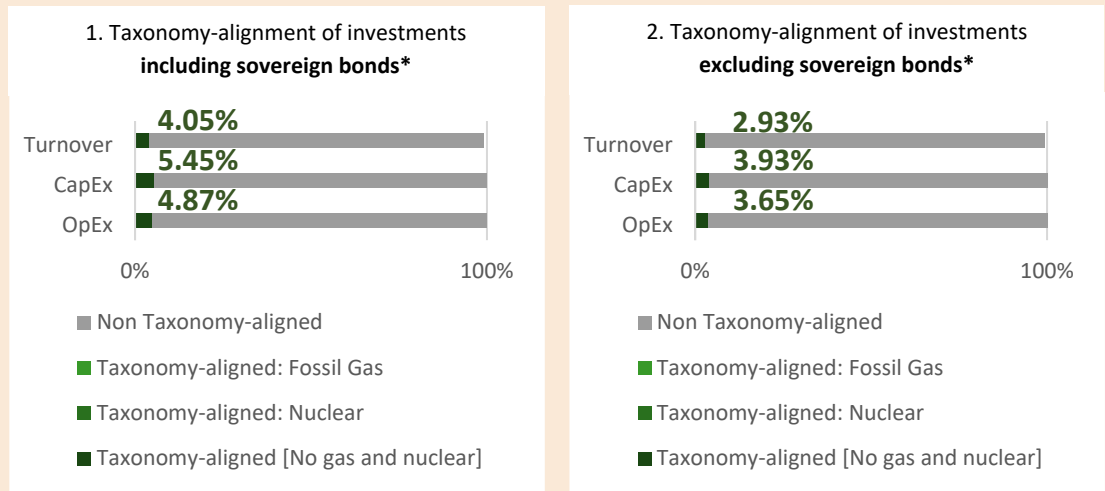 1. Taxonomy-alignment of investments
including sovereign bonds*
4.05%
Turnover
5.45%
CapEx
4.87%
OpEx
0%
100%
Non Taxonomy-aligned
Taxonomy-aligned: Fossil Gas
Taxonomy-aligned: Nuclear
Taxonomy-aligned [No gas and nuclear]
2. Taxonomy-alignment of investments
excluding sovereign bonds*
2.93%
Turnover
3.93%
CapEx
3.65%
OpEx
0%
100%
Non Taxonomy-aligned
Taxonomy-aligned: Fossil Gas
Taxonomy-aligned: Nuclear
Taxonomy-aligned [No gas and nuclear]